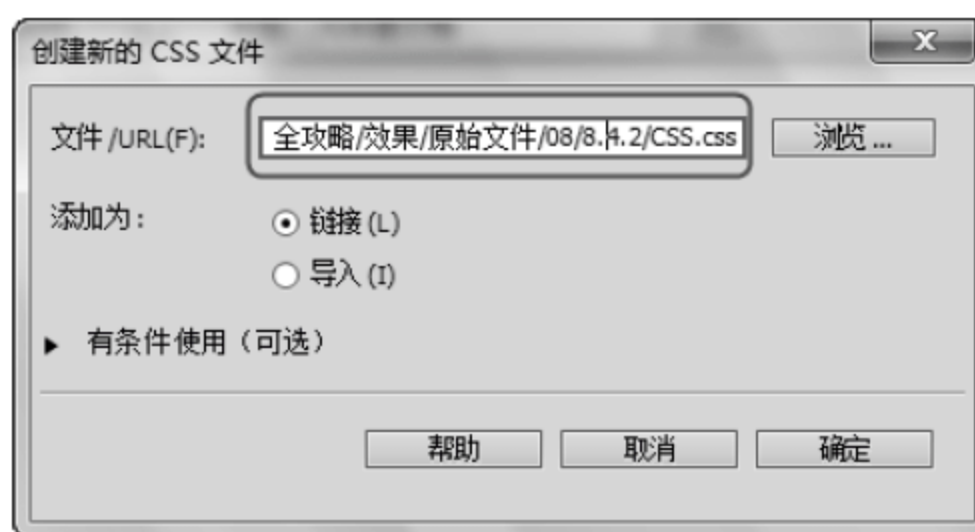 创建新的 CSS 文件
文件 /URL(F): 全攻略/效果/原始文件/08/8.4.2/CSS.css 浏览 ...
添加为: 链接 (L)
导入 (I)
有条件使用（可选）
帮助 取消 确定